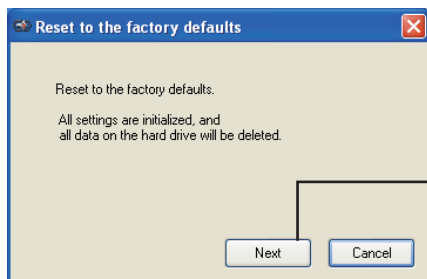 Reset to the factory defaults
Reset to the factory defaults.
All settings are initialized, and
all data on the hard drive will be deleted.
Next
Cancel